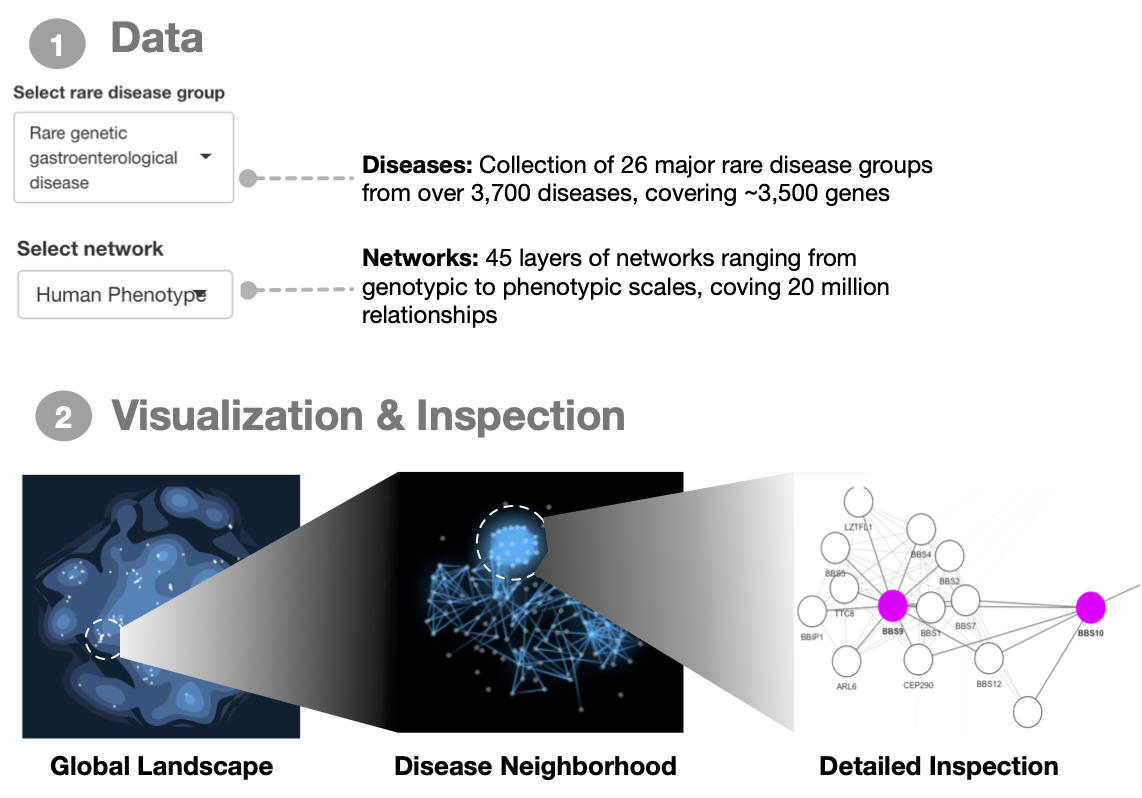 1 Data
Select rare disease group
Rare genetic
gastroenterological
disease
Diseases: Collection of 26 major rare disease groups
from over 3,700 diseases, covering ~3,500 genes
Select network
Human Phenotype
Networks: 45 layers of networks ranging from
genotypic to phenotypic scales, coving 20 million
relationships
2 Visualization & Inspection
LZTFL1
BBS4
BBS5
BBS2
TTC8
BBIP1
BBS9
BBS1
BBS7
BBS10
ARL6
CEP290
BBS12
Global Landscape
Disease Neighborhood
Detailed Inspection